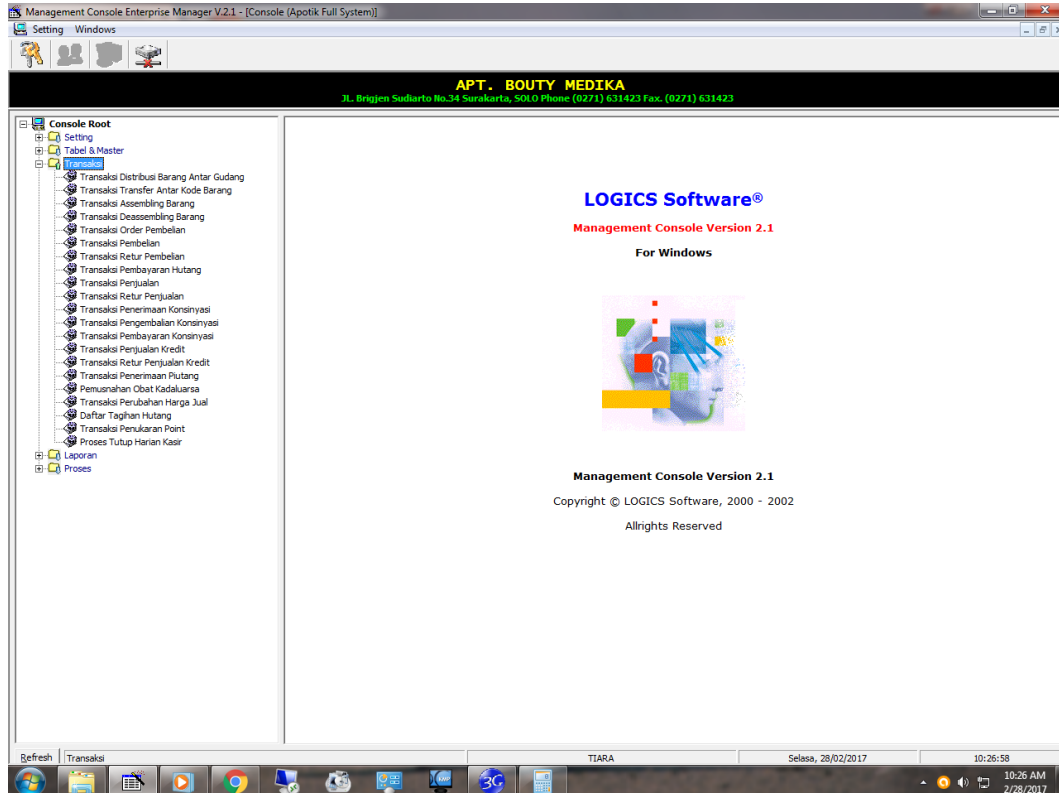 Management Console Enterprise Manager V.2.1 - [Console (Apotik Full System)]
Setting Windows
APT. BOUTY MEDIKA
JL. Brigjen Sudiarto No.34 Surakarta, SOLO Phone (0271) 631423 Fax. (0271) 631423
Console Root
Setting
Tabel & Master
Transaksi
Transaksi Distribusi Barang Antar Gudang
Transaksi Transfer Antar Kode Barang
Transaksi Assembling Barang
Transaksi Deassembling Barang
Transaksi Order Pembelian
Transaksi Pembelian
Transaksi Retur Pembelian
Transaksi Pembayaran Hutang
Transaksi Penjualan
Transaksi Retur Penjualan
Transaksi Penerimaan Konsinyasi
Transaksi Pengembalian Konsinyasi
Transaksi Pembayaran Konsinyasi
Transaksi Penjualan Kredit
Transaksi Retur Penjualan Kredit
Transaksi Penerimaan Piutang
Pemusnahan Obat Kadaluarsa
Transaksi Perubahan Harga Jual
Daftar Tagihan Hutang
Transaksi Penukaran Point
Proses Tutup Harian Kasir
Laporan
Proses
LOGICS Software®
Management Console Version 2.1
For Windows
Management Console Version 2.1
Copyright © LOGICS Software, 2000 - 2002
Allrights Reserved
Refresh Transaksi TIARA Selasa, 28/02/2017 10:26:58
3G
10:26 AM
2/28/2017